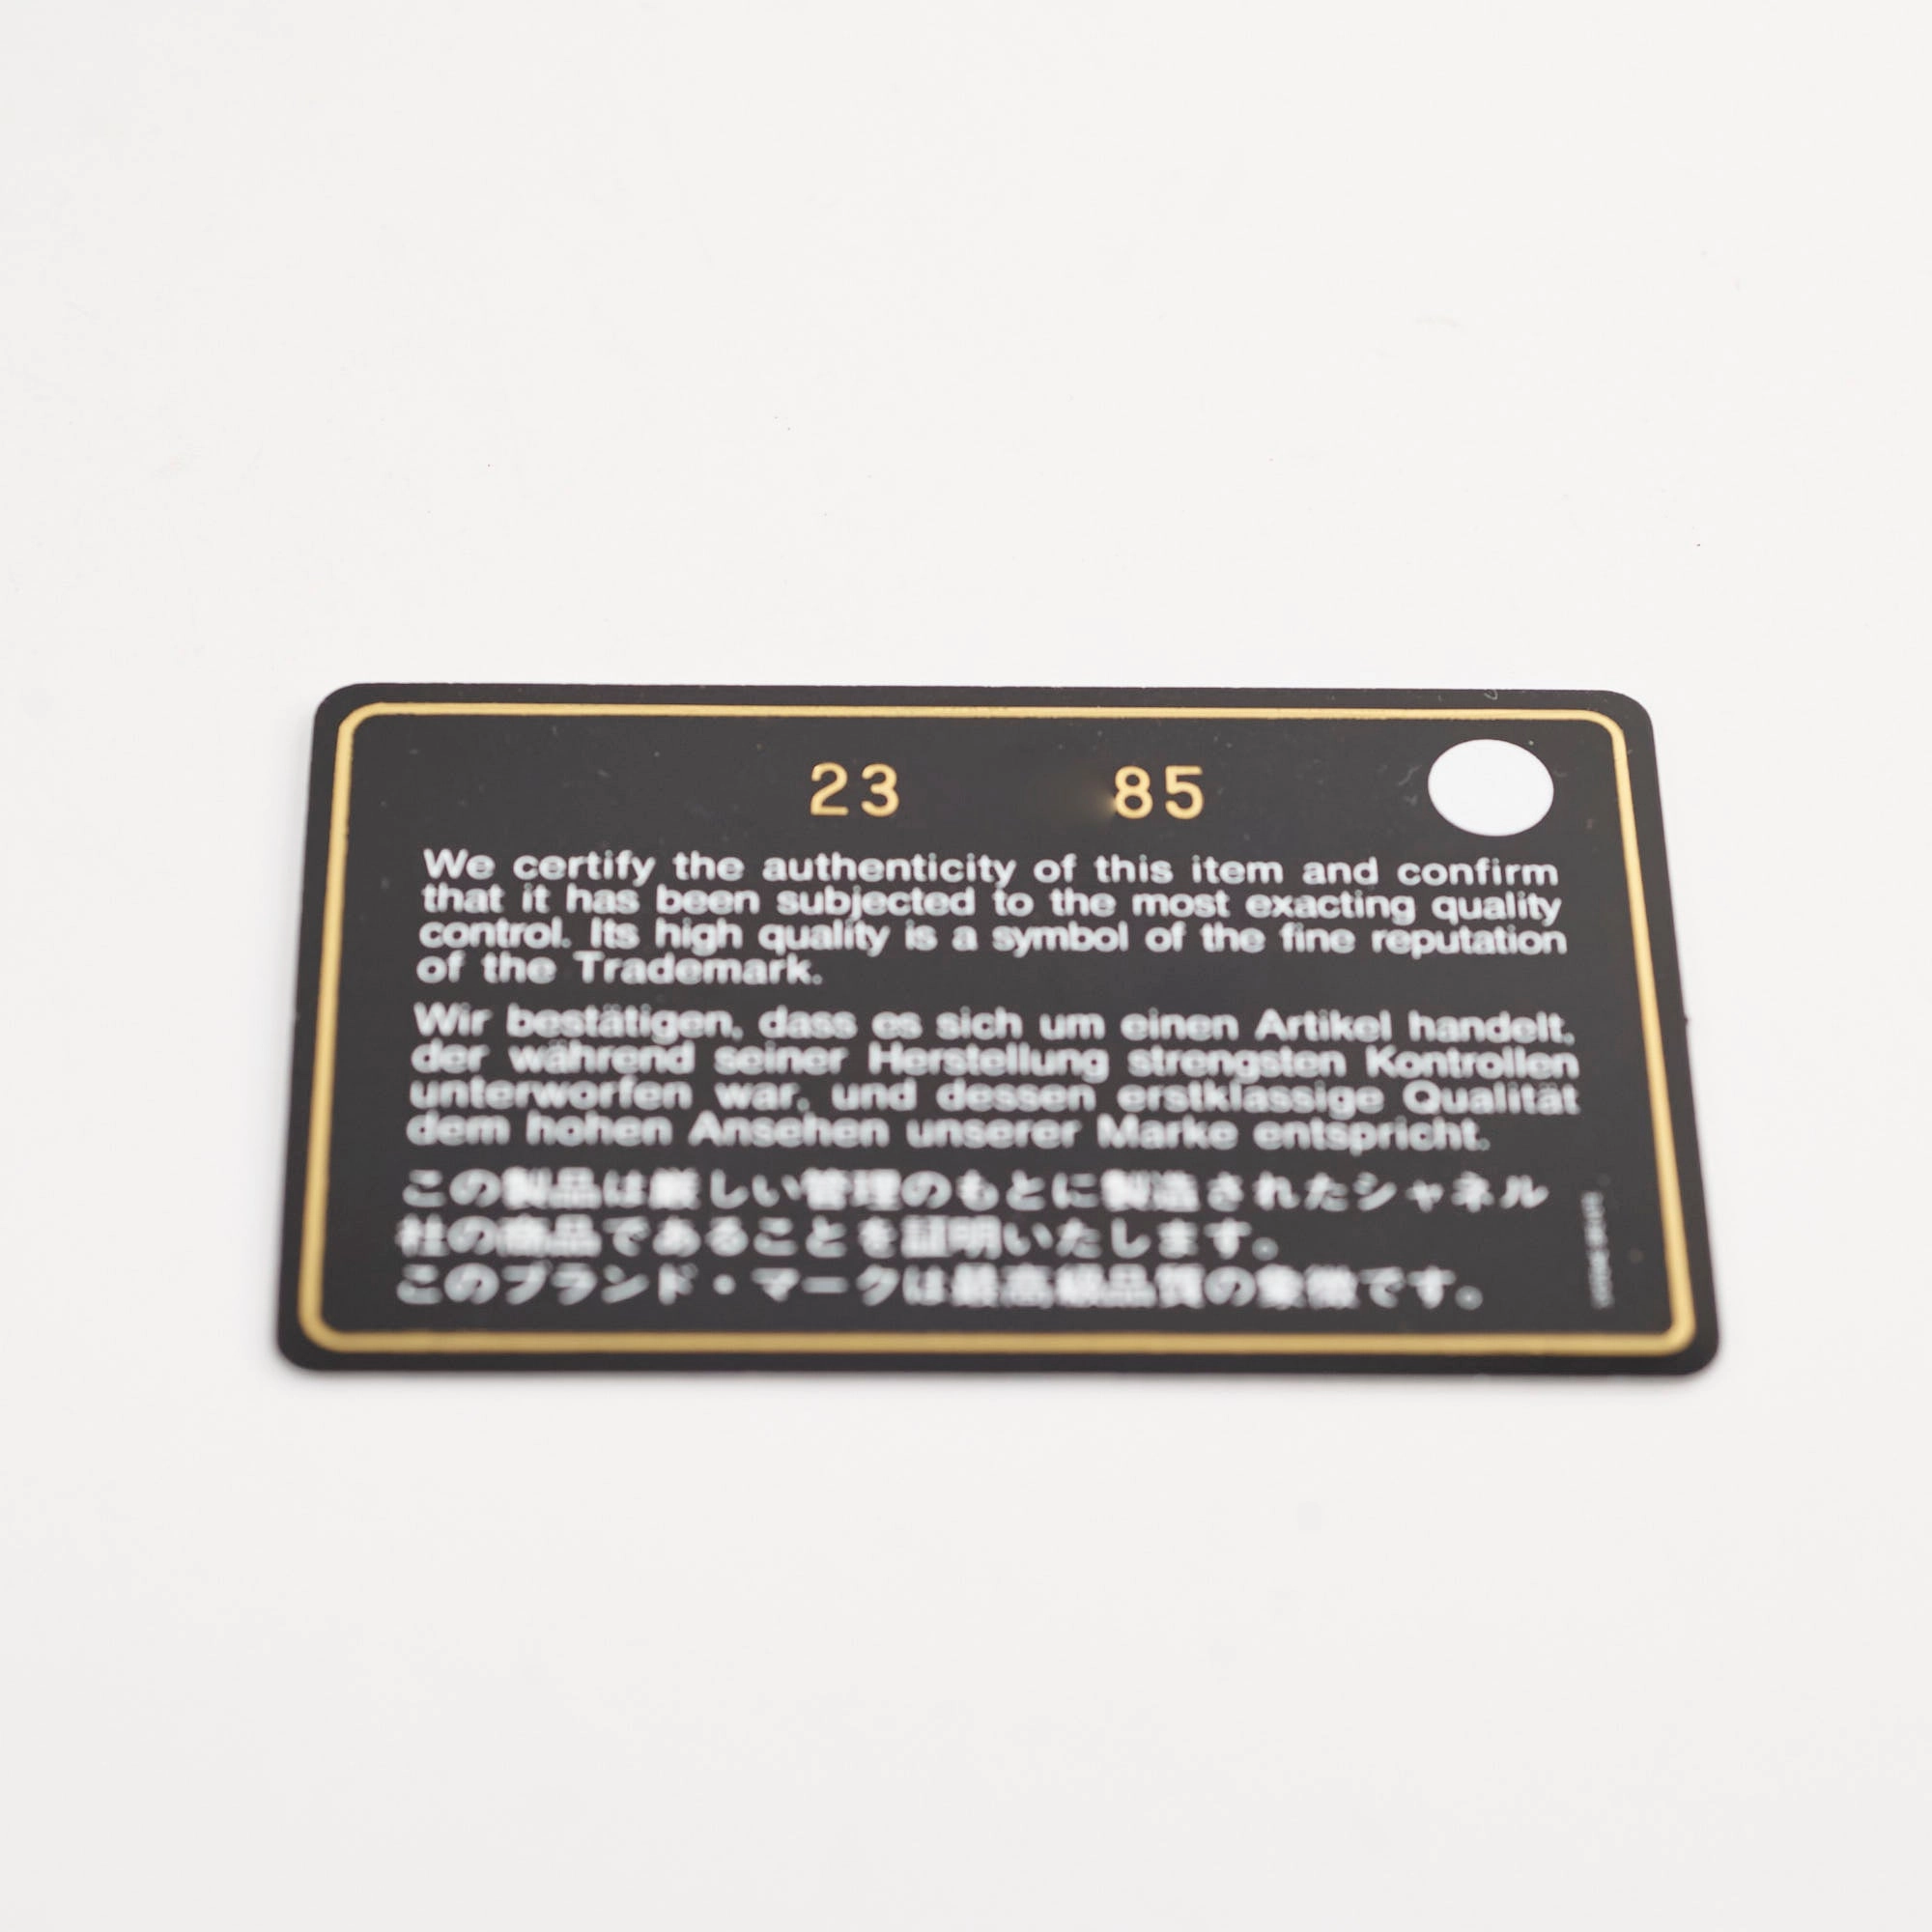 23 85
We certify the authenticity of this item and confirm
that it has been subjected to the most exacting quality
control. Its high quality is a symbol of the fine reputation
of the Trademark.
Wir bestätigen, dass es sich um einen Artikel handelt,
der während seiner Herstellung strengsten Kontrollen
unterworfen war, und dessen erstklassige Qualität
dem hohen Ansehen unserer Marke entspricht.
この製品は厳しい管理のもとに製造されたシャネル
社の商品であることを証明いたします。
このブランド・マークは最高級品質の象徴です。